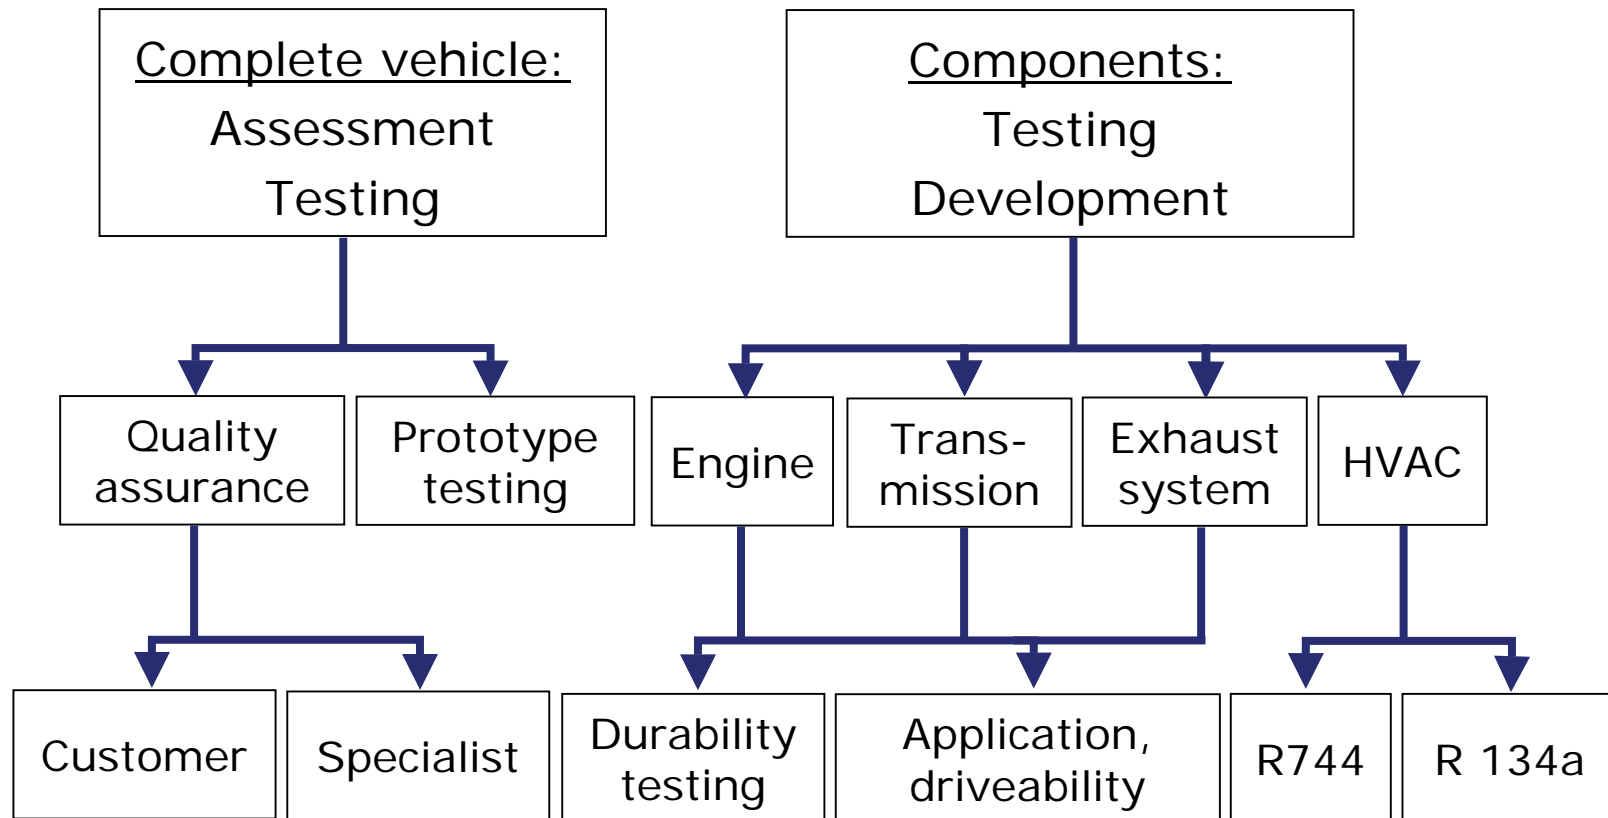 Complete vehicle:
Assessment
Testing
Components:
Testing
Development
Quality
assurance
Prototype
testing
Engine
Trans-
mission
Exhaust
system
HVAC
Customer
Specialist
Durability
testing
Application,
driveability
R744
R 134a